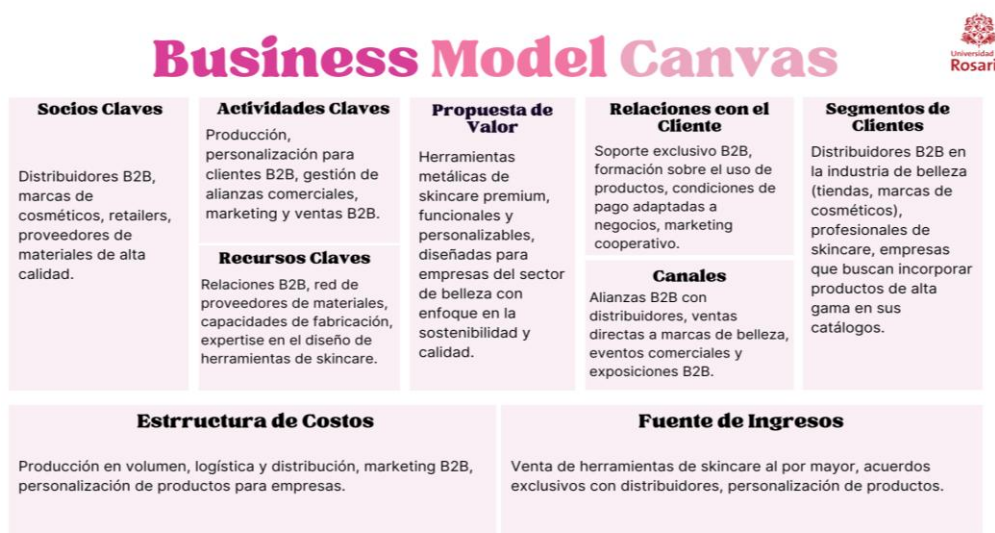 Business Model Canvas
Universidad
Rosari
Socios Claves
Distribuidores B2B,
marcas de
cosméticos, retailers,
proveedores de
materiales de alta
calidad.
Actividades Claves
Producción,
personalización para
clientes B2B, gestión de
alianzas comerciales,
marketing y ventas B2B.
Recursos Claves
Relaciones B2B, red de
proveedores de materiales,
capacidades de fabricación,
expertise en el diseño de
herramientas de skincare.
Propuesta de
Valor
Herramientas
metálicas de
skincare premium,
funcionales y
personalizables,
diseñadas para
empresas del sector
de belleza con
enfoque en la
sostenibilidad y
calidad.
Relaciones con el
Cliente
Soporte exclusivo B2B,
formación sobre el uso de
productos, condiciones de
pago adaptadas a
negocios, marketing
cooperativo.
Canales
Alianzas B2B con
distribuidores, ventas
directas a marcas de belleza,
eventos comerciales y
exposiciones B2B.
Segmentos de
Clientes
Distribuidores B2B en
la industria de belleza
(tiendas, marcas de
cosméticos),
profesionales de
skincare, empresas
que buscan incorporar
productos de alta
gama en sus
catálogos.
Estrructura de Costos
Producción en volumen, logística y distribución, marketing B2B,
personalización de productos para empresas.
Fuente de Ingresos
Venta de herramientas de skincare al por mayor, acuerdos
exclusivos con distribuidores, personalización de productos.